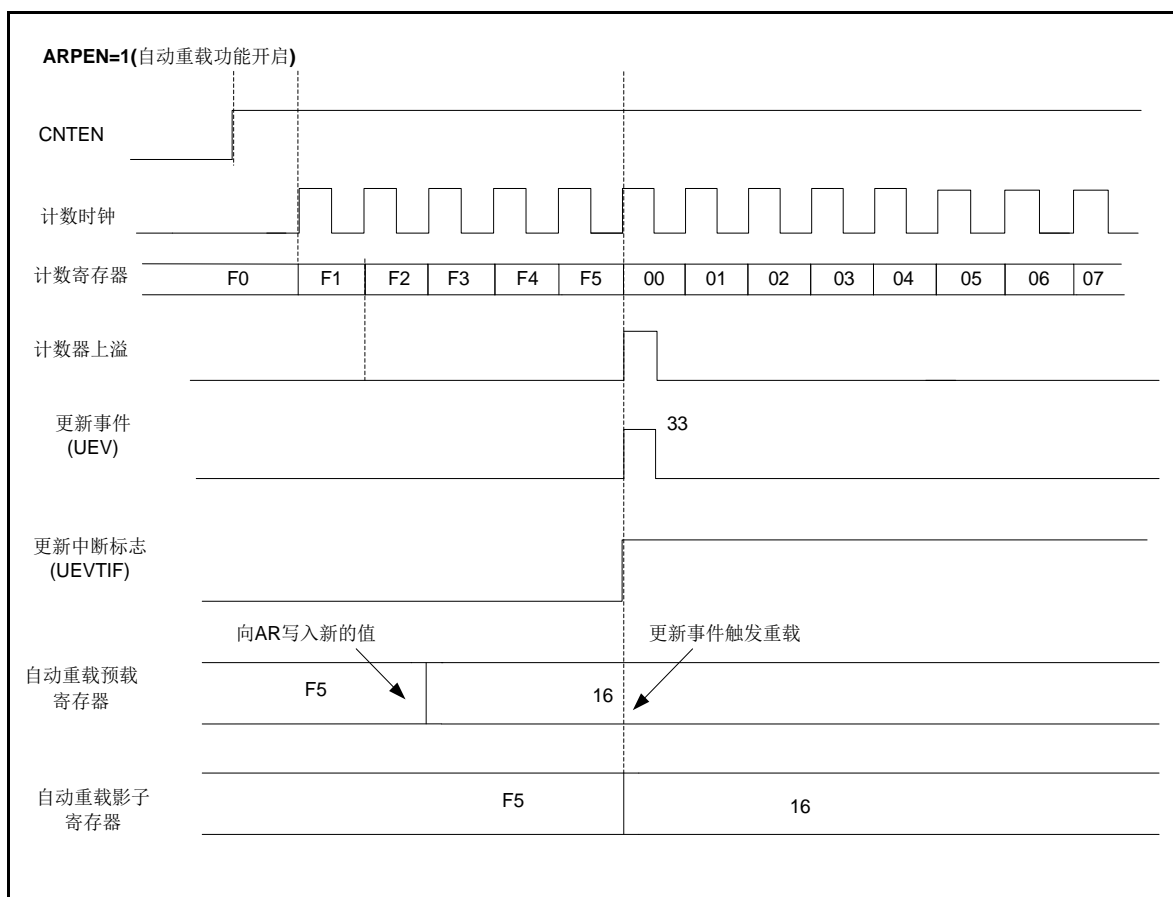 ARPEN=1(自动重载功能开启)
CNTEN
计数时钟
计数寄存器
F0 F1 F2 F3 F4 F5 00 01 02 03 04 05 06 07
计数器上溢
更新事件
(UEV)
33
更新中断标志
(UEVTIF)
向AR写入新的值
更新事件触发重载
自动重载预载
寄存器
F5
16
自动重载影子
寄存器
F5
16